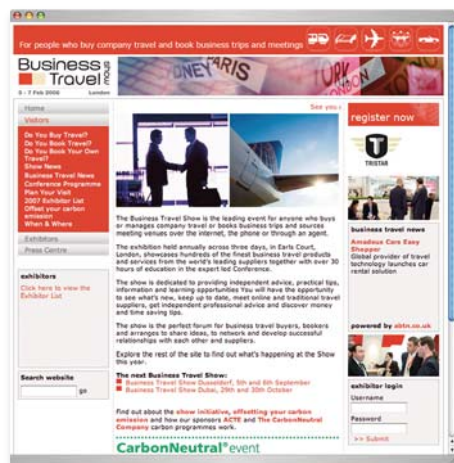 For people who buy company travel and book business trips and meetings
Business
Travel show
5 - 7 Feb 2008 London
SYDNEY PARIS
YORK
Home
Visitors
Do You Buy Travel?
Do You Book Travel?
Do You Book Your Own
Travel?
Show News
Business Travel News
Conference Programme
Plan Your Visit
2007 Exhibitor List
Offset your carbon
emission
When & Where
Exhibitors
Press Centre
exhibitors
Click here to view the
Exhibitor List
Search website
go
See you
The Business Travel Show is the leading event for anyone who buys
or manages company travel or books business trips and sources
meeting venues over the internet, the phone or through an agent.
The exhibition held annually across three days, in Earls Court,
London, showcases hundreds of the finest business travel products
and services from the world's leading suppliers together with over 30
hours of education in the expert led Conference.
The show is dedicated to providing independent advice, practical tips,
information and learning opportunities You will have the opportunity
to see what's new, keep up to date, meet online and traditional travel
suppliers, get independent professional advice and discover money
and time saving tips.
The show is the perfect forum for business travel buyers, bookers
and arranges to share ideas, to network and develop successful
relationships with each other and suppliers.
Explore the rest of the site to find out what's happening at the Show
this year.
The next Business Travel Show:
Business Travel Show Dusseldorf, 5th and 6th September
Business Travel Show Dubai, 29th and 30th October
Find out about the show initiative, offsetting your carbon
emission and how our sponsors ACTE and The CarbonNeutral
Company carbon programmes work.
CarbonNeutral® event
register now
TRISTAR
business travel news
Amadeus Cars Easy
Shopper
Global provider of travel
technology launches car
rental solution
powered by abtn.co.uk
exhibitor login
Username
Password
>> Submit